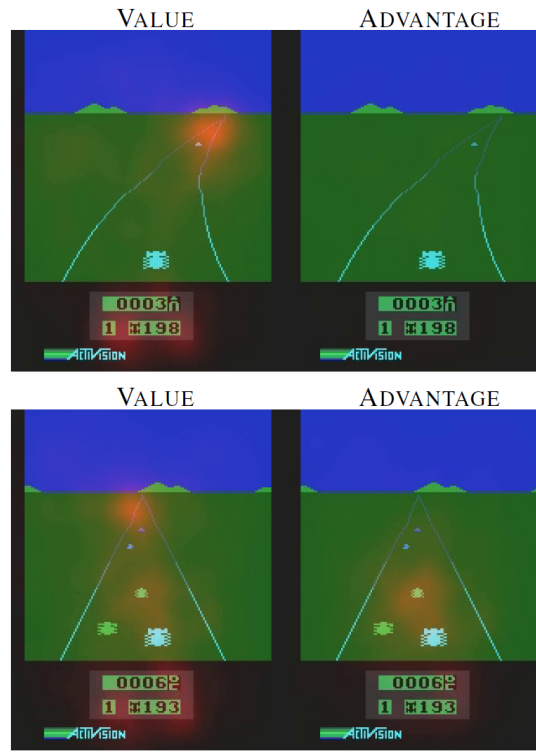 VALUE ADVANTAGE
0003 0003
1 198 1 198
ACTIVISION ACTIVISION
VALUE ADVANTAGE
0006 0006
1 193 1 193
ACTIVISION ACTIVISION